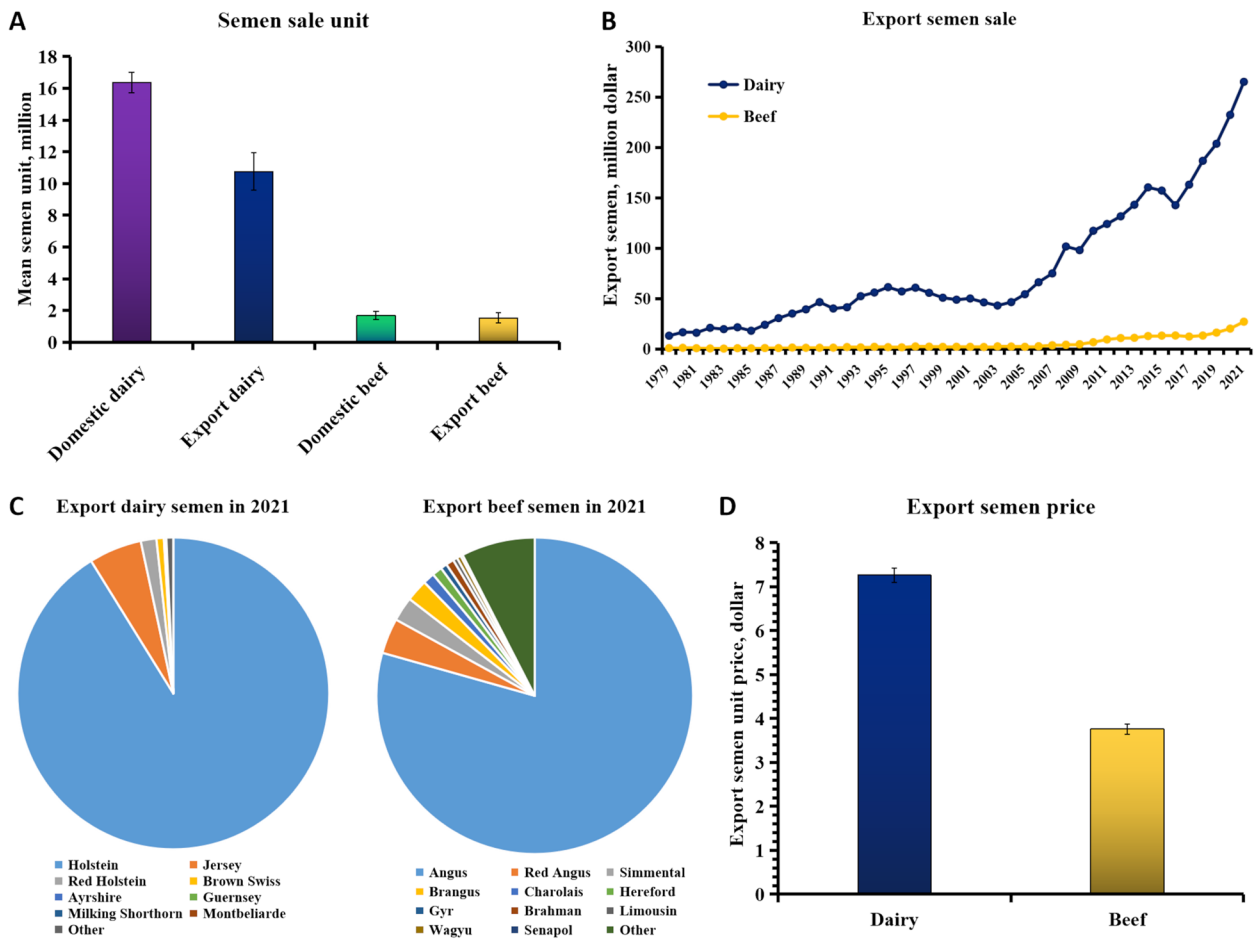 A
Semen sale unit
Mean semen unit, million
18
16
14
12
10
8
6
4
2
0
Domestic dairy
Export dairy
Domestic beef
Export beef
B
Export semen sale
Export semen, million dollar
300
250
200
150
100
50
0
Dairy
Beef
1979
1981
1983
1985
1987
1989
1991
1993
1995
1997
1999
2001
2003
2005
2007
2009
2011
2013
2015
2017
2019
2021
C
Export dairy semen in 2021
Holstein Jersey
Red Holstein Brown Swiss
Ayrshire Guernsey
Milking Shorthorn Montbeliarde
Other
Export beef semen in 2021
Angus Red Angus Simmental
Brangus Charolais Hereford
Gyr Brahman Limousin
Wagyu Senapol Other
D
Export semen price
Export semen unit price, dollar
8
7
6
5
4
3
2
1
0
Dairy
Beef